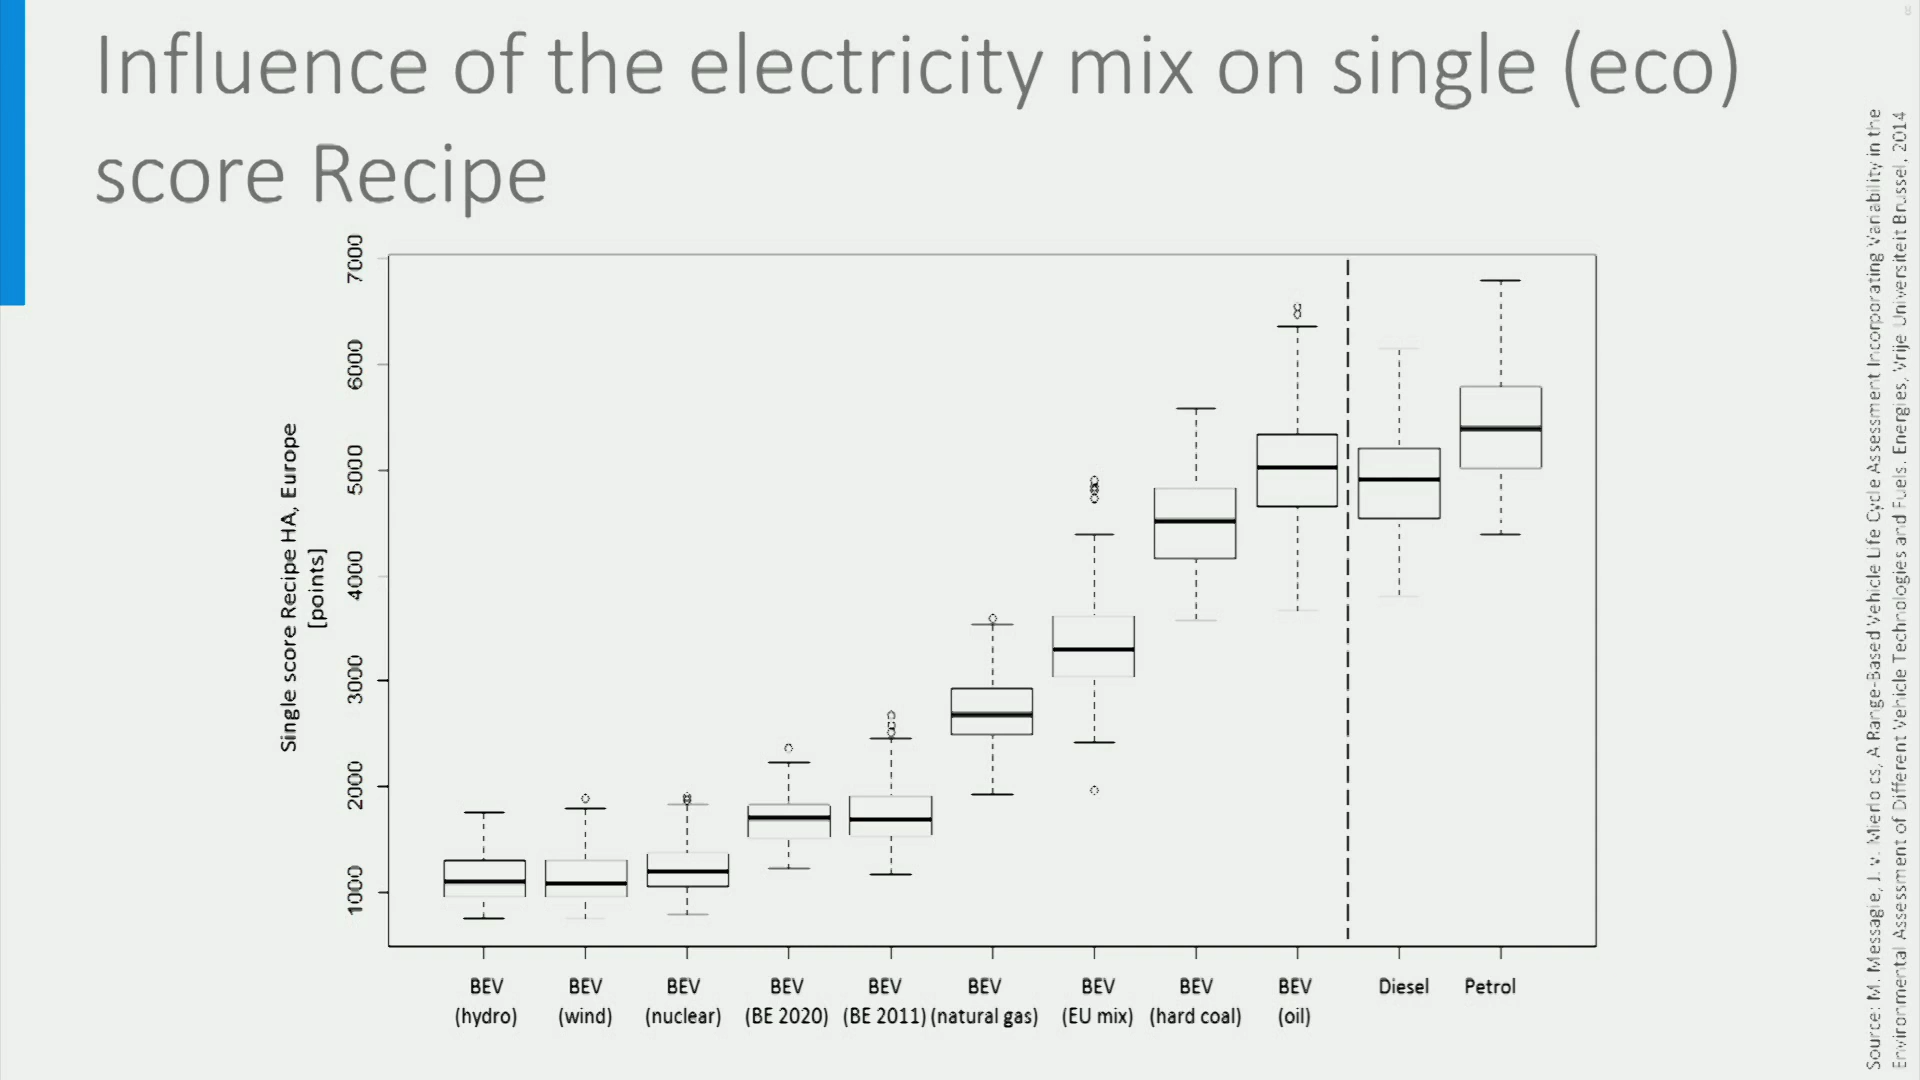 Influence of the electricity mix on single (eco)
score Recipe
Single score Recipe HA, Europe
[points]
7000
6000
5000
4000
3000
2000
1000
BEV
(hydro)
BEV
(wind)
BEV
(nuclear)
BEV
(BE 2020)
BEV
(BE 2011)
BEV
(natural gas)
BEV
(EU mix)
BEV
(hard coal)
BEV
(oil)
Diesel
Petrol
Source: M. Messagie, J. v. Mierlo cs, A Range-Based Vehicle Life Cycle Assessment Incorporating Variability in the
Environmental Assessment of Different Vehicle Technologies and Fuels. Energies, Vrije Universiteit Brussel, 2014